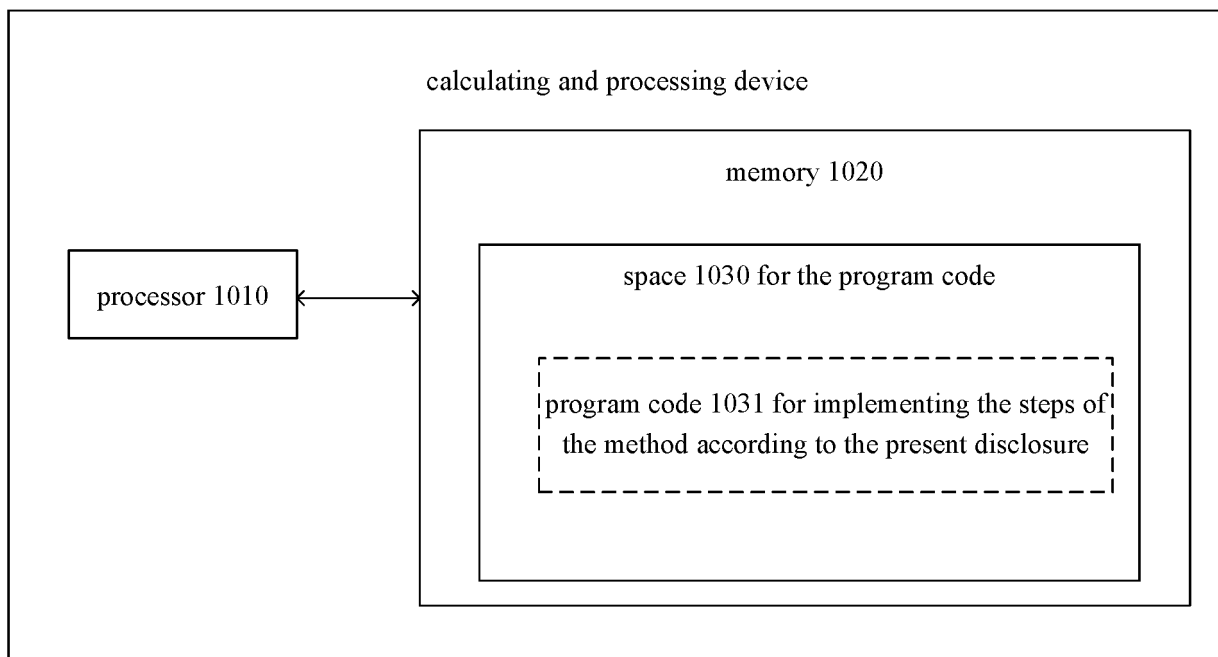 calculating and processing device
memory 1020
space 1030 for the program code
processor 1010
program code 1031 for implementing the steps of
the method according to the present disclosure